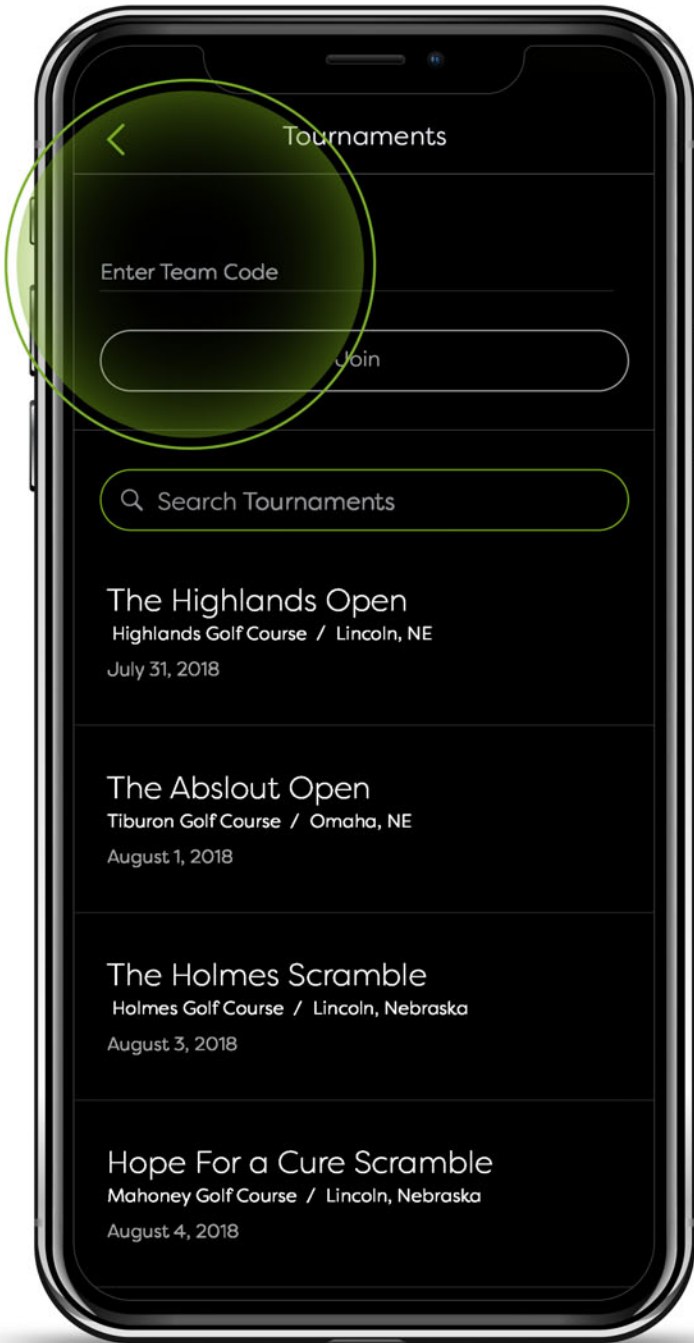 Tournaments
Enter Team Code
Join
Search Tournaments
The Highlands Open
Highlands Golf Course / Lincoln, NE
July 31, 2018
The Abslout Open
Tiburon Golf Course / Omaha, NE
August 1, 2018
The Holmes Scramble
Holmes Golf Course / Lincoln, Nebraska
August 3, 2018
Hope For a Cure Scramble
Mahoney Golf Course / Lincoln, Nebraska
August 4, 2018